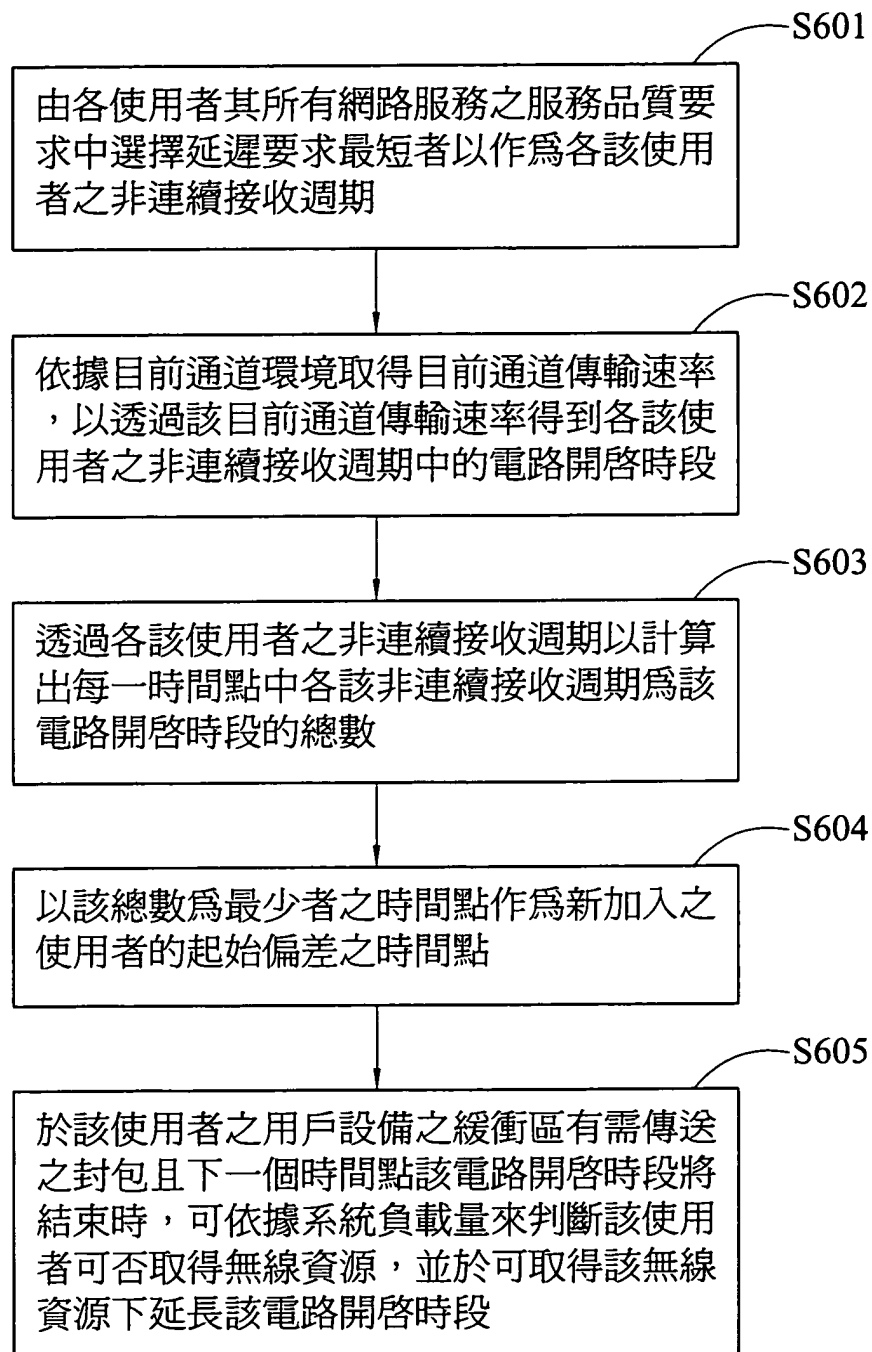 S601
由各使用者其所有網路服務之服務品質要
求中選擇延遲要求最短者以作爲各該使用
者之非連續接收週期
S602
依據目前通道環境取得目前通道傳輸速率
，以透過該目前通道傳輸速率得到各該使
用者之非連續接收週期中的電路開啓時段
S603
透過各該使用者之非連續接收週期以計算
出每一時間點中各該非連續接收週期爲該
電路開啓時段的總數
S604
以該總數爲最少者之時間點作爲新加入之
使用者的起始偏差之時間點
S605
於該使用者之用戶設備之緩衝區有需傳送
之封包且下一個時間點該電路開啓時段將
結束時，可依據系統負載量來判斷該使用
者可否取得無線資源，並於可取得該無線
資源下延長該電路開啓時段